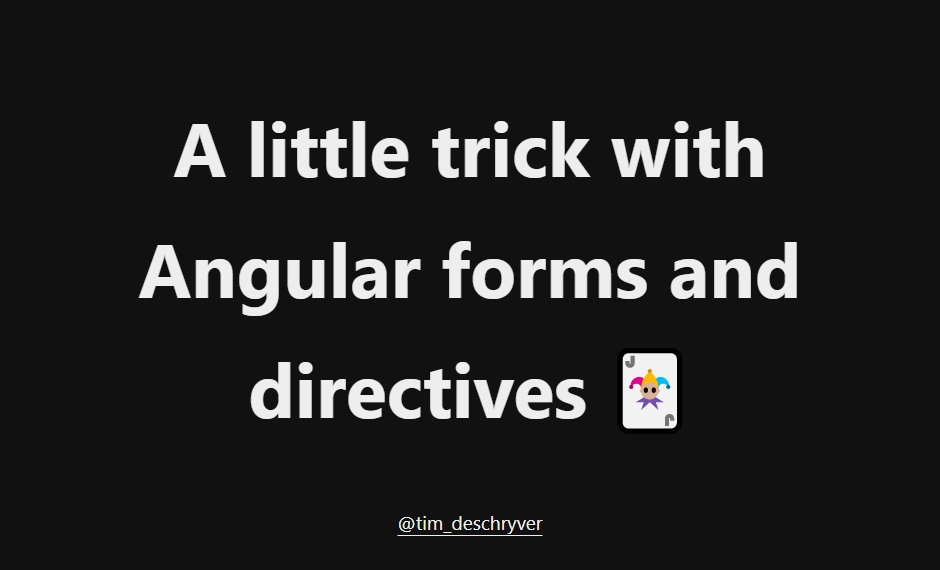 A little trick with
Angular forms and
directives 🃏
@tim_deschryver